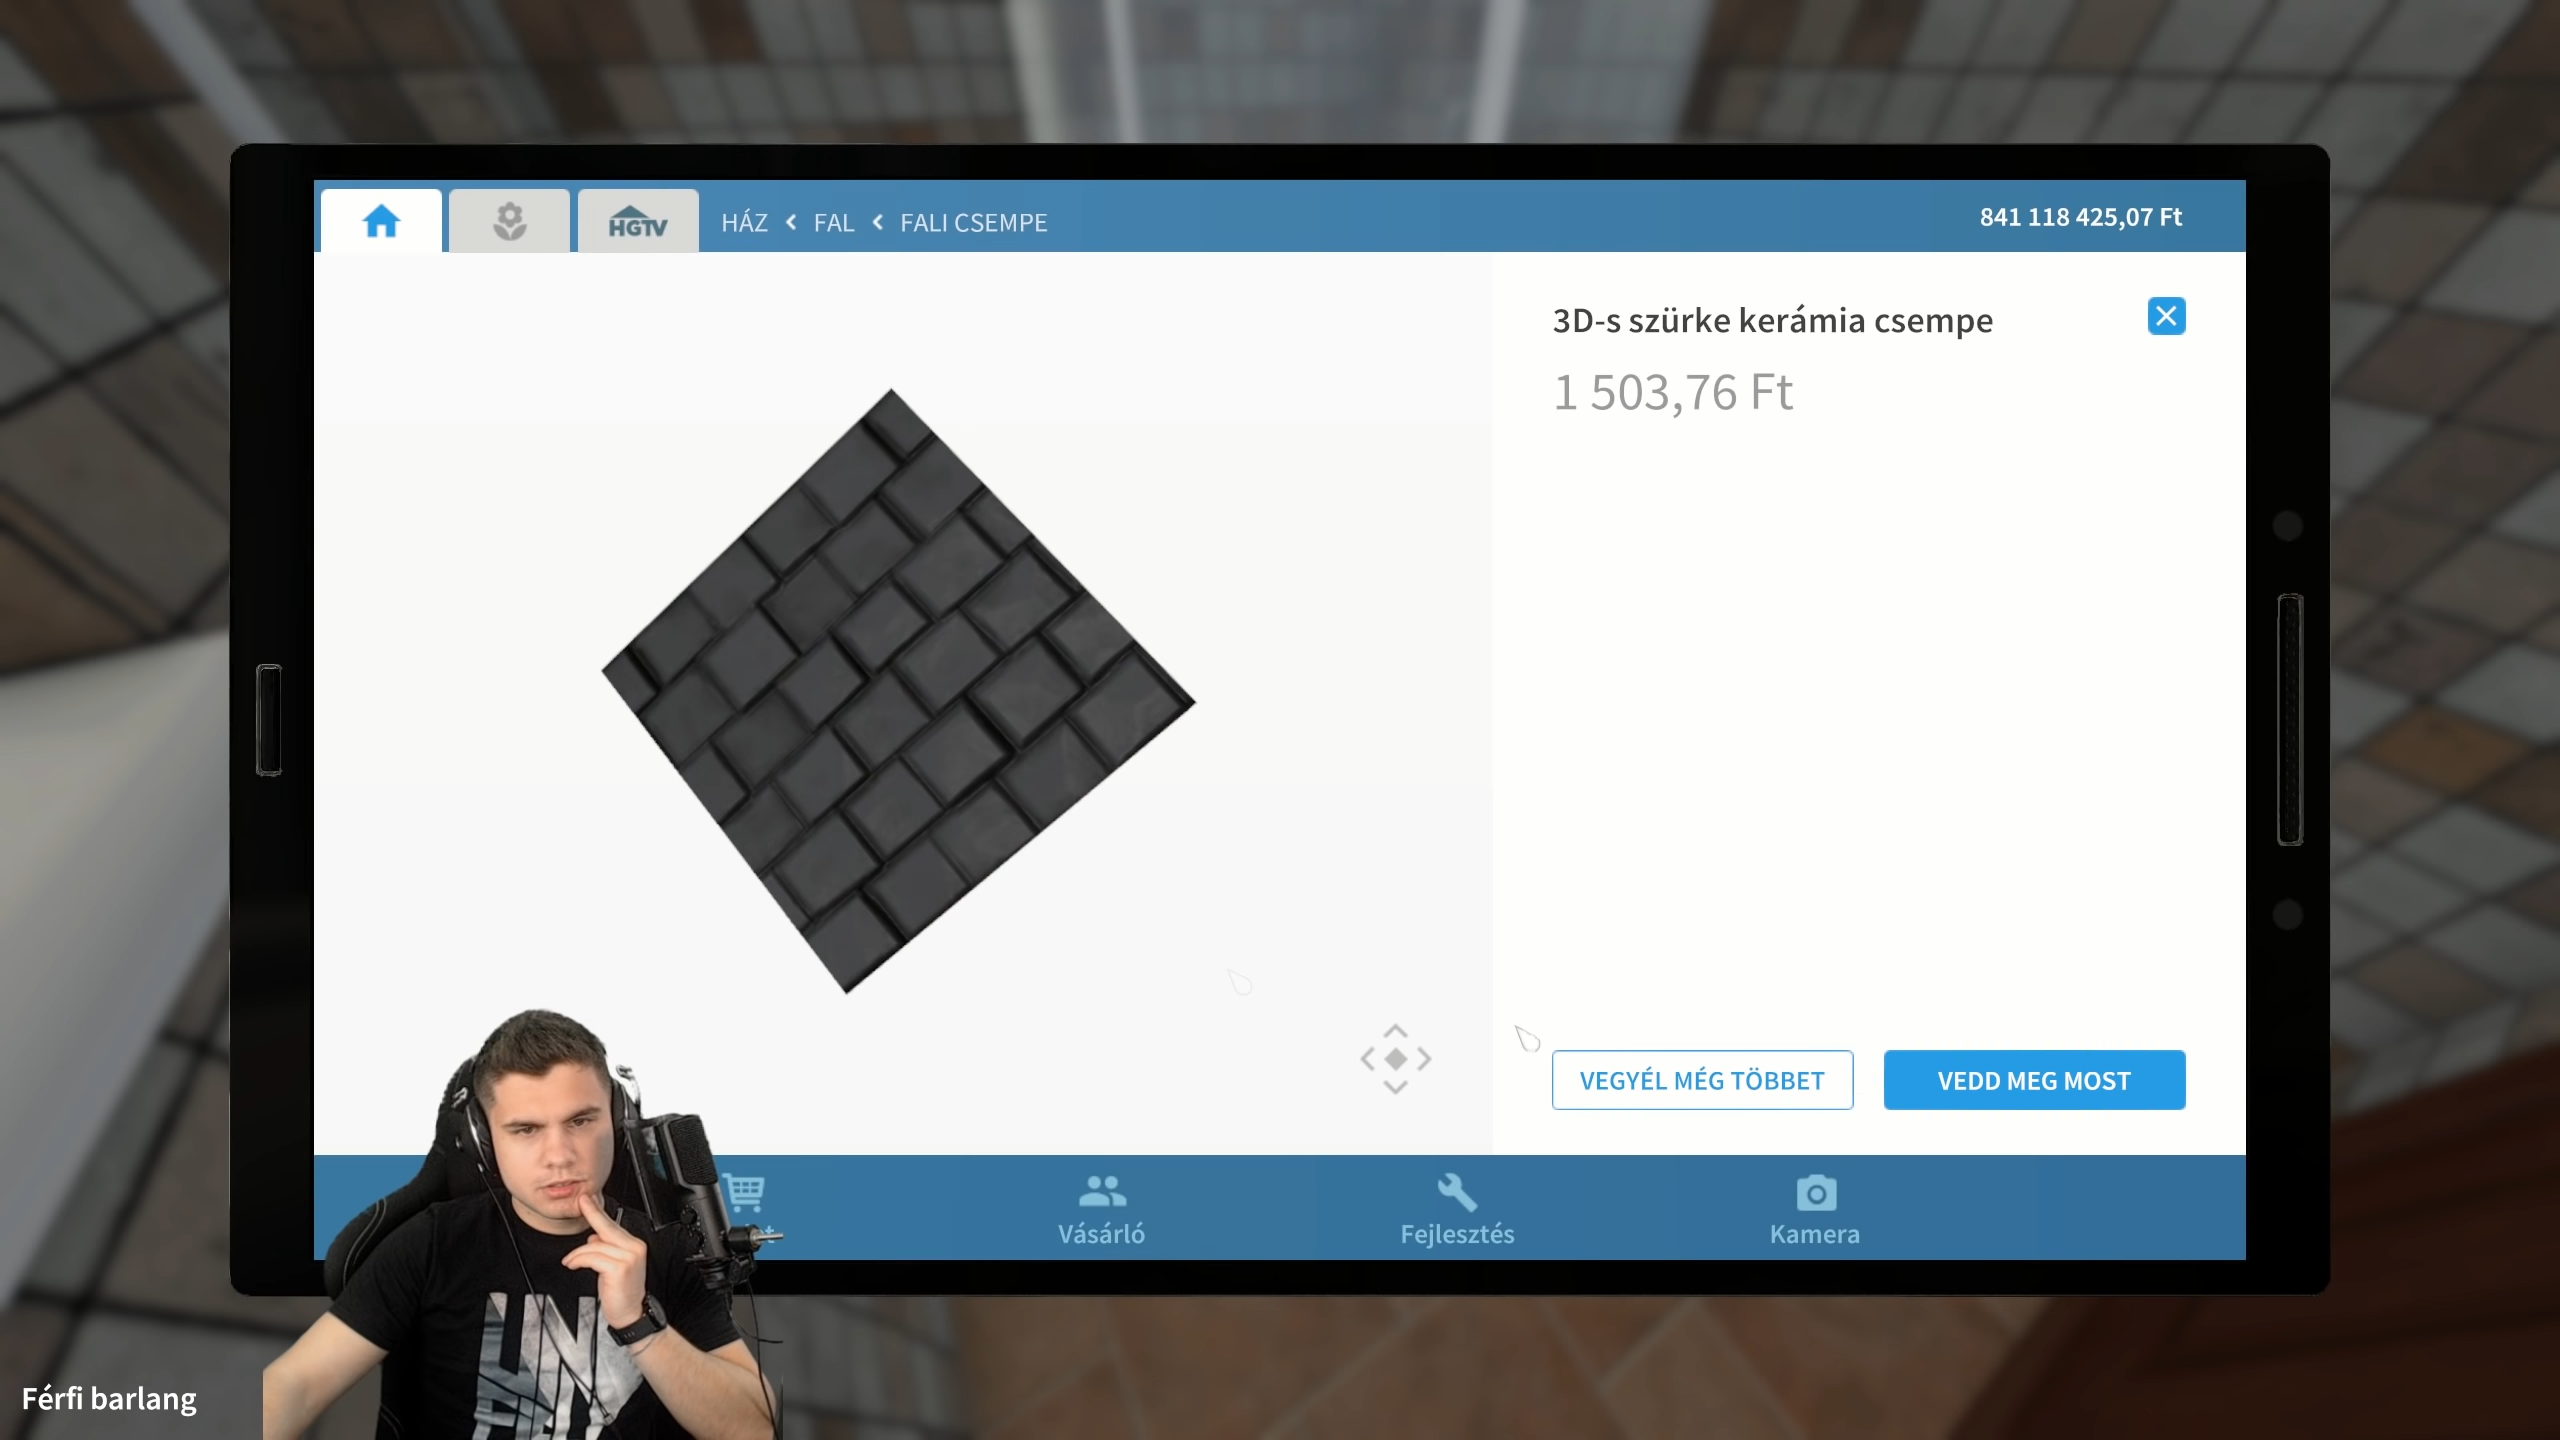 HGTV
HÁZ < FAL < FALI CSEMPE
841 118 425,07 Ft
3D-s szürke kerámia csempe
1 503,76 Ft
VEGYÉL MÉG TÖBBET
VEDD MEG MOST
Vásárló
Fejlesztés
Kamera
Férfi barlang